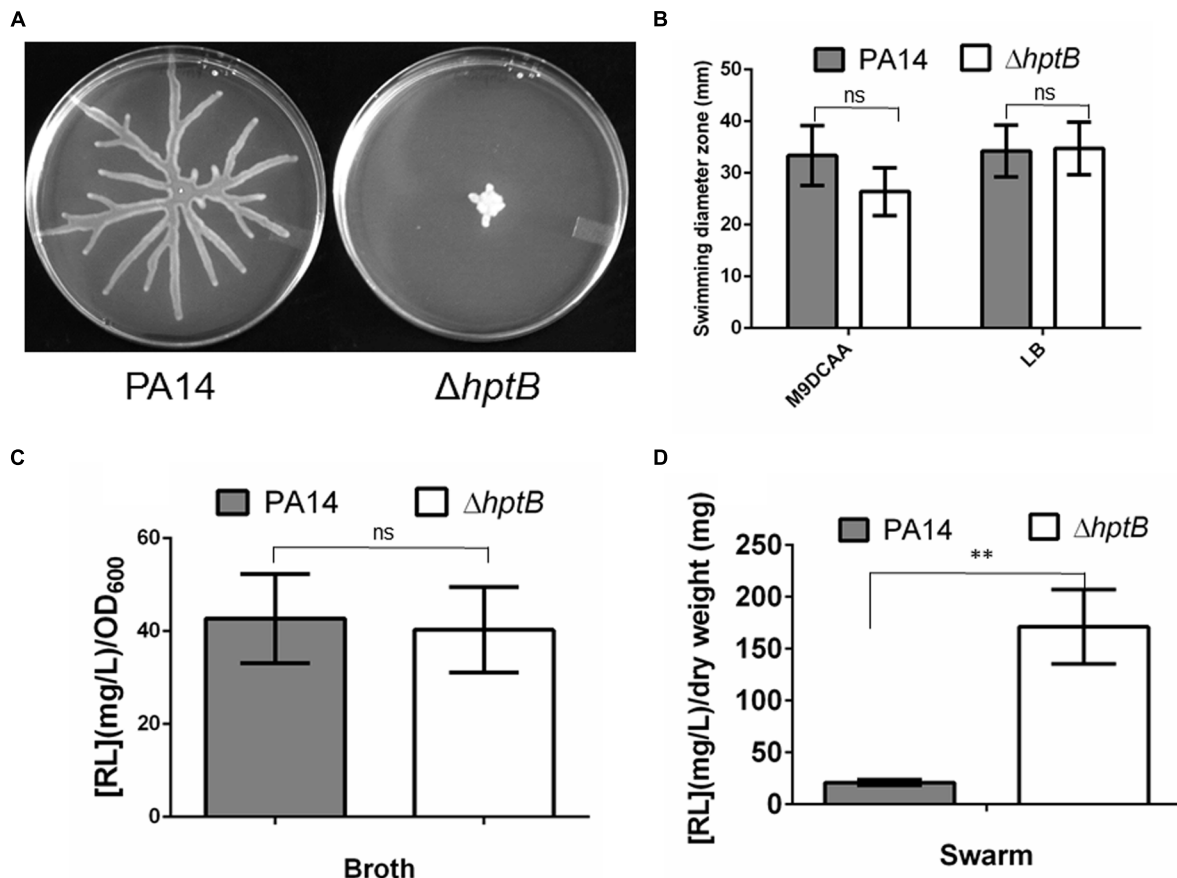 A
PA14
ΔhptB
B
PA14 ΔhptB
Swimming diameter zone (mm)
50
40
30
20
10
0
ns
ns
M9DCAA
LB
C
PA14 ΔhptB
[RL](mg/L)/OD600
60
40
20
0
ns
Broth
D
PA14 ΔhptB
[RL](mg/L)/dry weight (mg)
250
200
150
100
50
0
**
Swarm